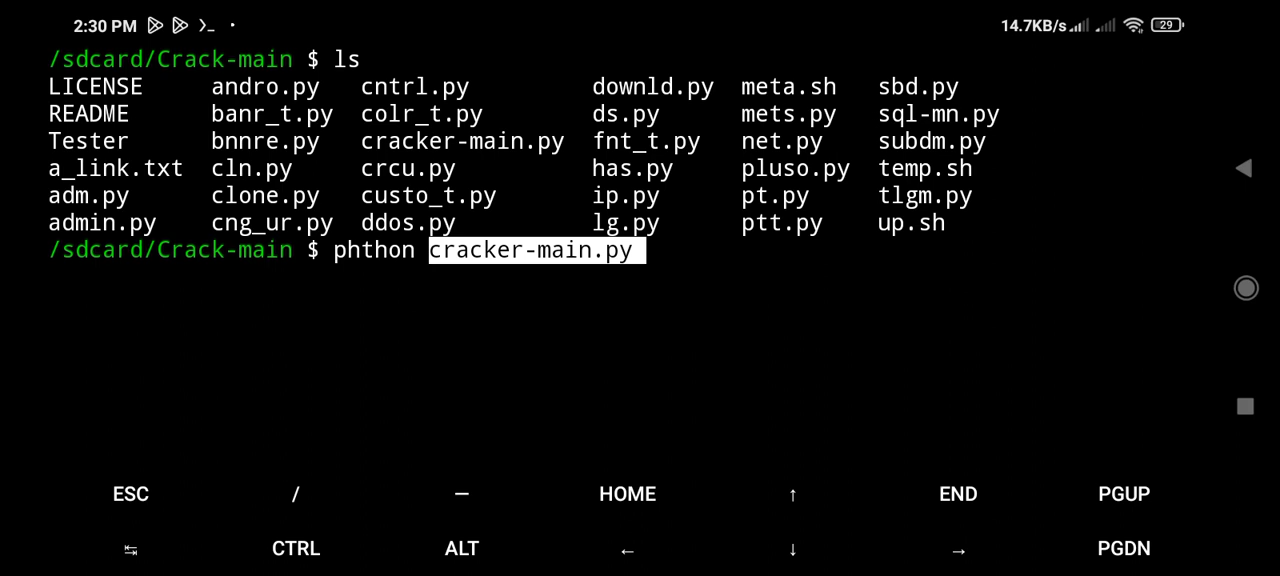 2:30 PM 14.7KB/s 29
/sdcard/Crack-main $ ls
LICENSE andro.py cntrl.py downld.py meta.sh sbd.py
README banr_t.py colr_t.py ds.py mets.py sql-mn.py
Tester bnnre.py cracker-main.py fnt_t.py net.py subdm.py
a_link.txt cln.py crcu.py has.py pluso.py temp.sh
adm.py clone.py custo_t.py ip.py pt.py tlgm.py
admin.py cng_ur.py ddos.py lg.py ptt.py up.sh
/sdcard/Crack-main $ phthon cracker-main.py
ESC / — HOME ↑ END PGUP
↹ CTRL ALT ← ↓ → PGDN